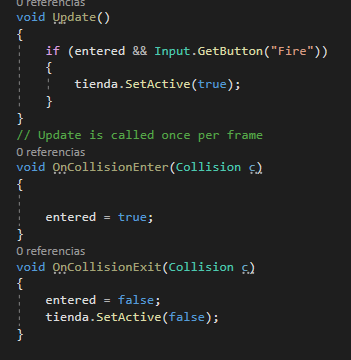 0 referencias
void Update()
{
if (entered && Input.GetButton("Fire"))
{
tienda.SetActive(true);
}
}
// Update is called once per frame
0 referencias
void OnCollisionEnter(Collision c)
{
entered = true;
}
0 referencias
void OnCollisionExit(Collision c)
{
entered = false;
tienda.SetActive(false);
}